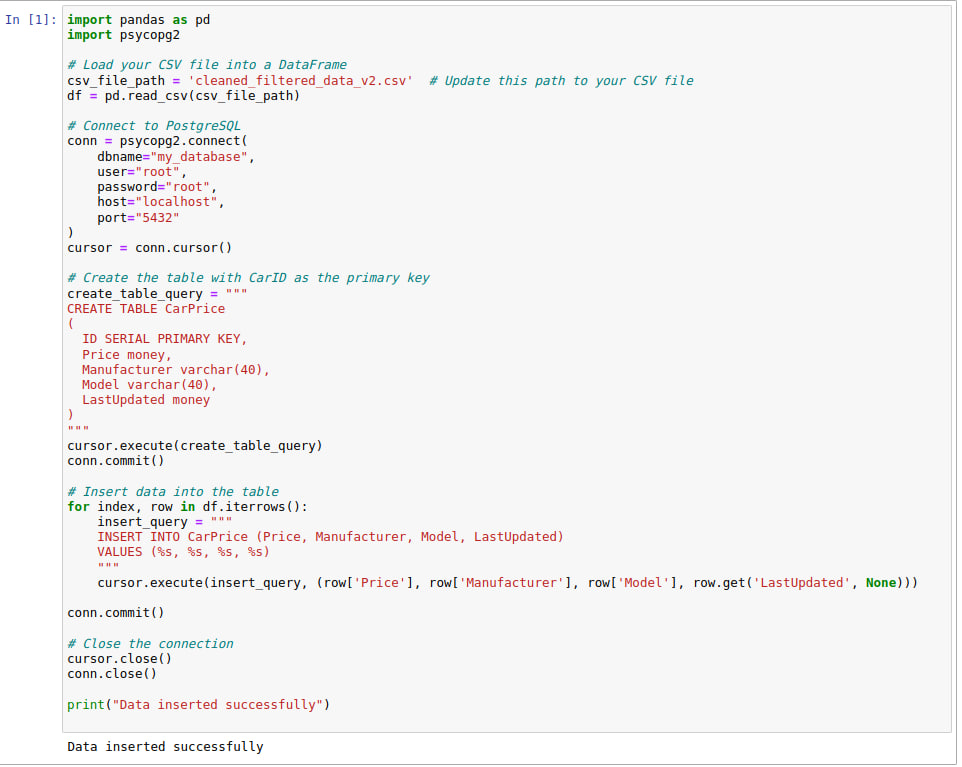 In [1]: import pandas as pd
import psycopg2
# Load your CSV file into a DataFrame
csv_file_path = 'cleaned_filtered_data_v2.csv'  # Update this path to your CSV file
df = pd.read_csv(csv_file_path)
# Connect to PostgreSQL
conn = psycopg2.connect(
    dbname="my_database",
    user="root",
    password="root",
    host="localhost",
    port="5432"
)
cursor = conn.cursor()
# Create the table with CarID as the primary key
create_table_query = """
CREATE TABLE CarPrice
(
  ID SERIAL PRIMARY KEY,
  Price money,
  Manufacturer varchar(40),
  Model varchar(40),
  LastUpdated money
)
"""
cursor.execute(create_table_query)
conn.commit()
# Insert data into the table
for index, row in df.iterrows():
    insert_query = """
    INSERT INTO CarPrice (Price, Manufacturer, Model, LastUpdated)
    VALUES (%s, %s, %s, %s)
    """
    cursor.execute(insert_query, (row['Price'], row['Manufacturer'], row['Model'], row.get('LastUpdated', None)))
conn.commit()
# Close the connection
cursor.close()
conn.close()
print("Data inserted successfully")
Data inserted successfully